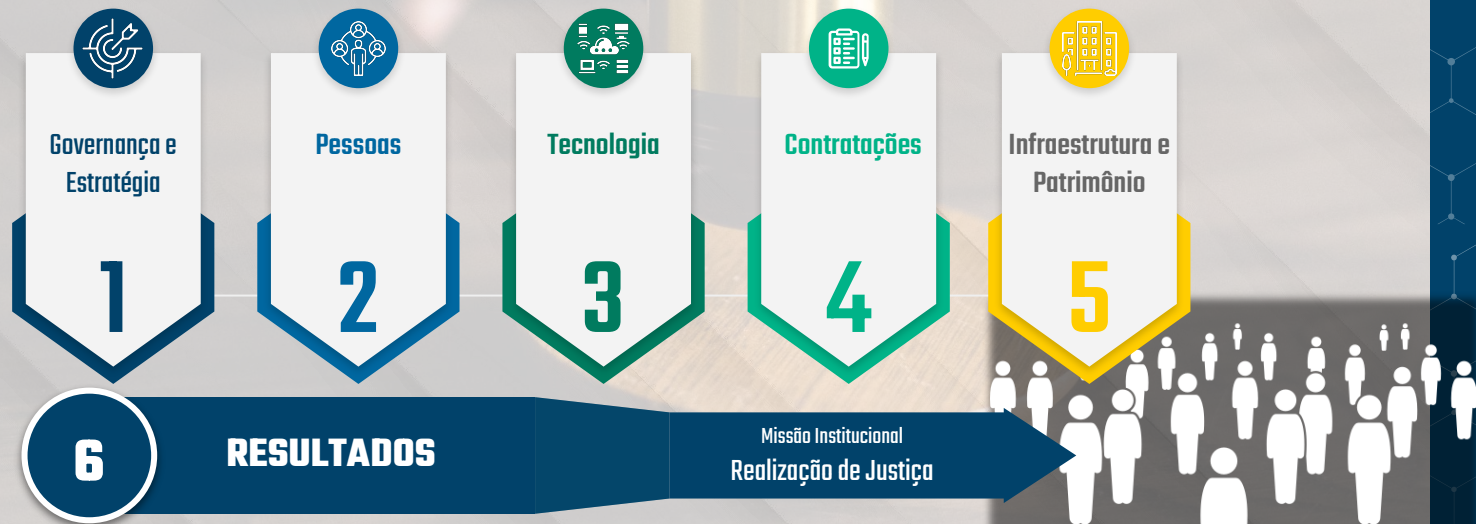 Governança e
Estratégia
1
Pessoas
2
Tecnologia
3
Contratações
4
Infraestrutura e
Patrimônio
5
6
RESULTADOS
Missão Institucional
Realização de Justiça